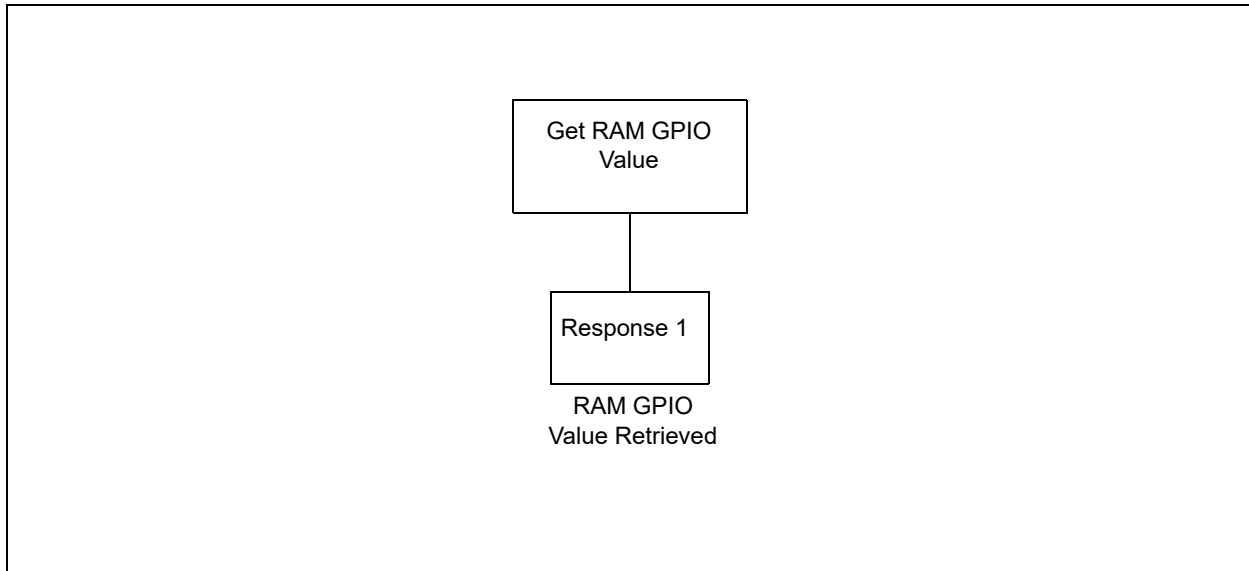 Get RAM GPIO
Value
Response 1
RAM GPIO
Value Retrieved